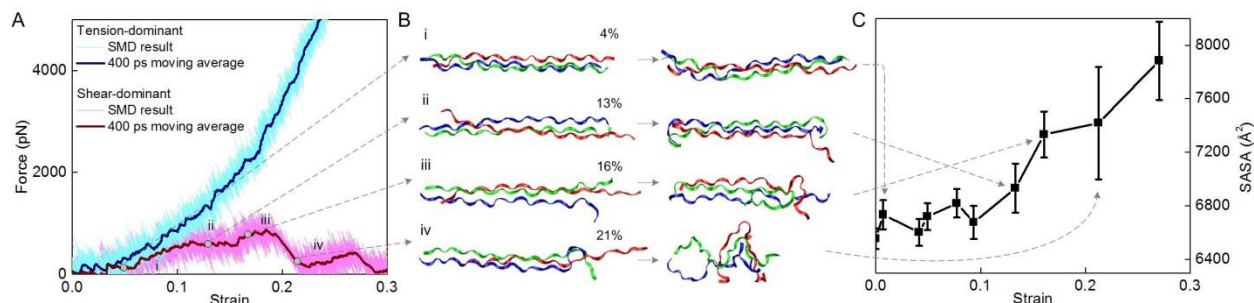 A
Tension-dominant
SMD result
400 ps moving average
Shear-dominant
SMD result
400 ps moving average
Force (pN)
4000
2000
0
i
ii
iii
iv
0.0
0.1
0.2
0.3
Strain
B
i
4%
ii
13%
iii
16%
iv
21%
C
8000
7600
7200
6800
6400
SASA (Å²)
0.0
0.1
0.2
0.3
Strain